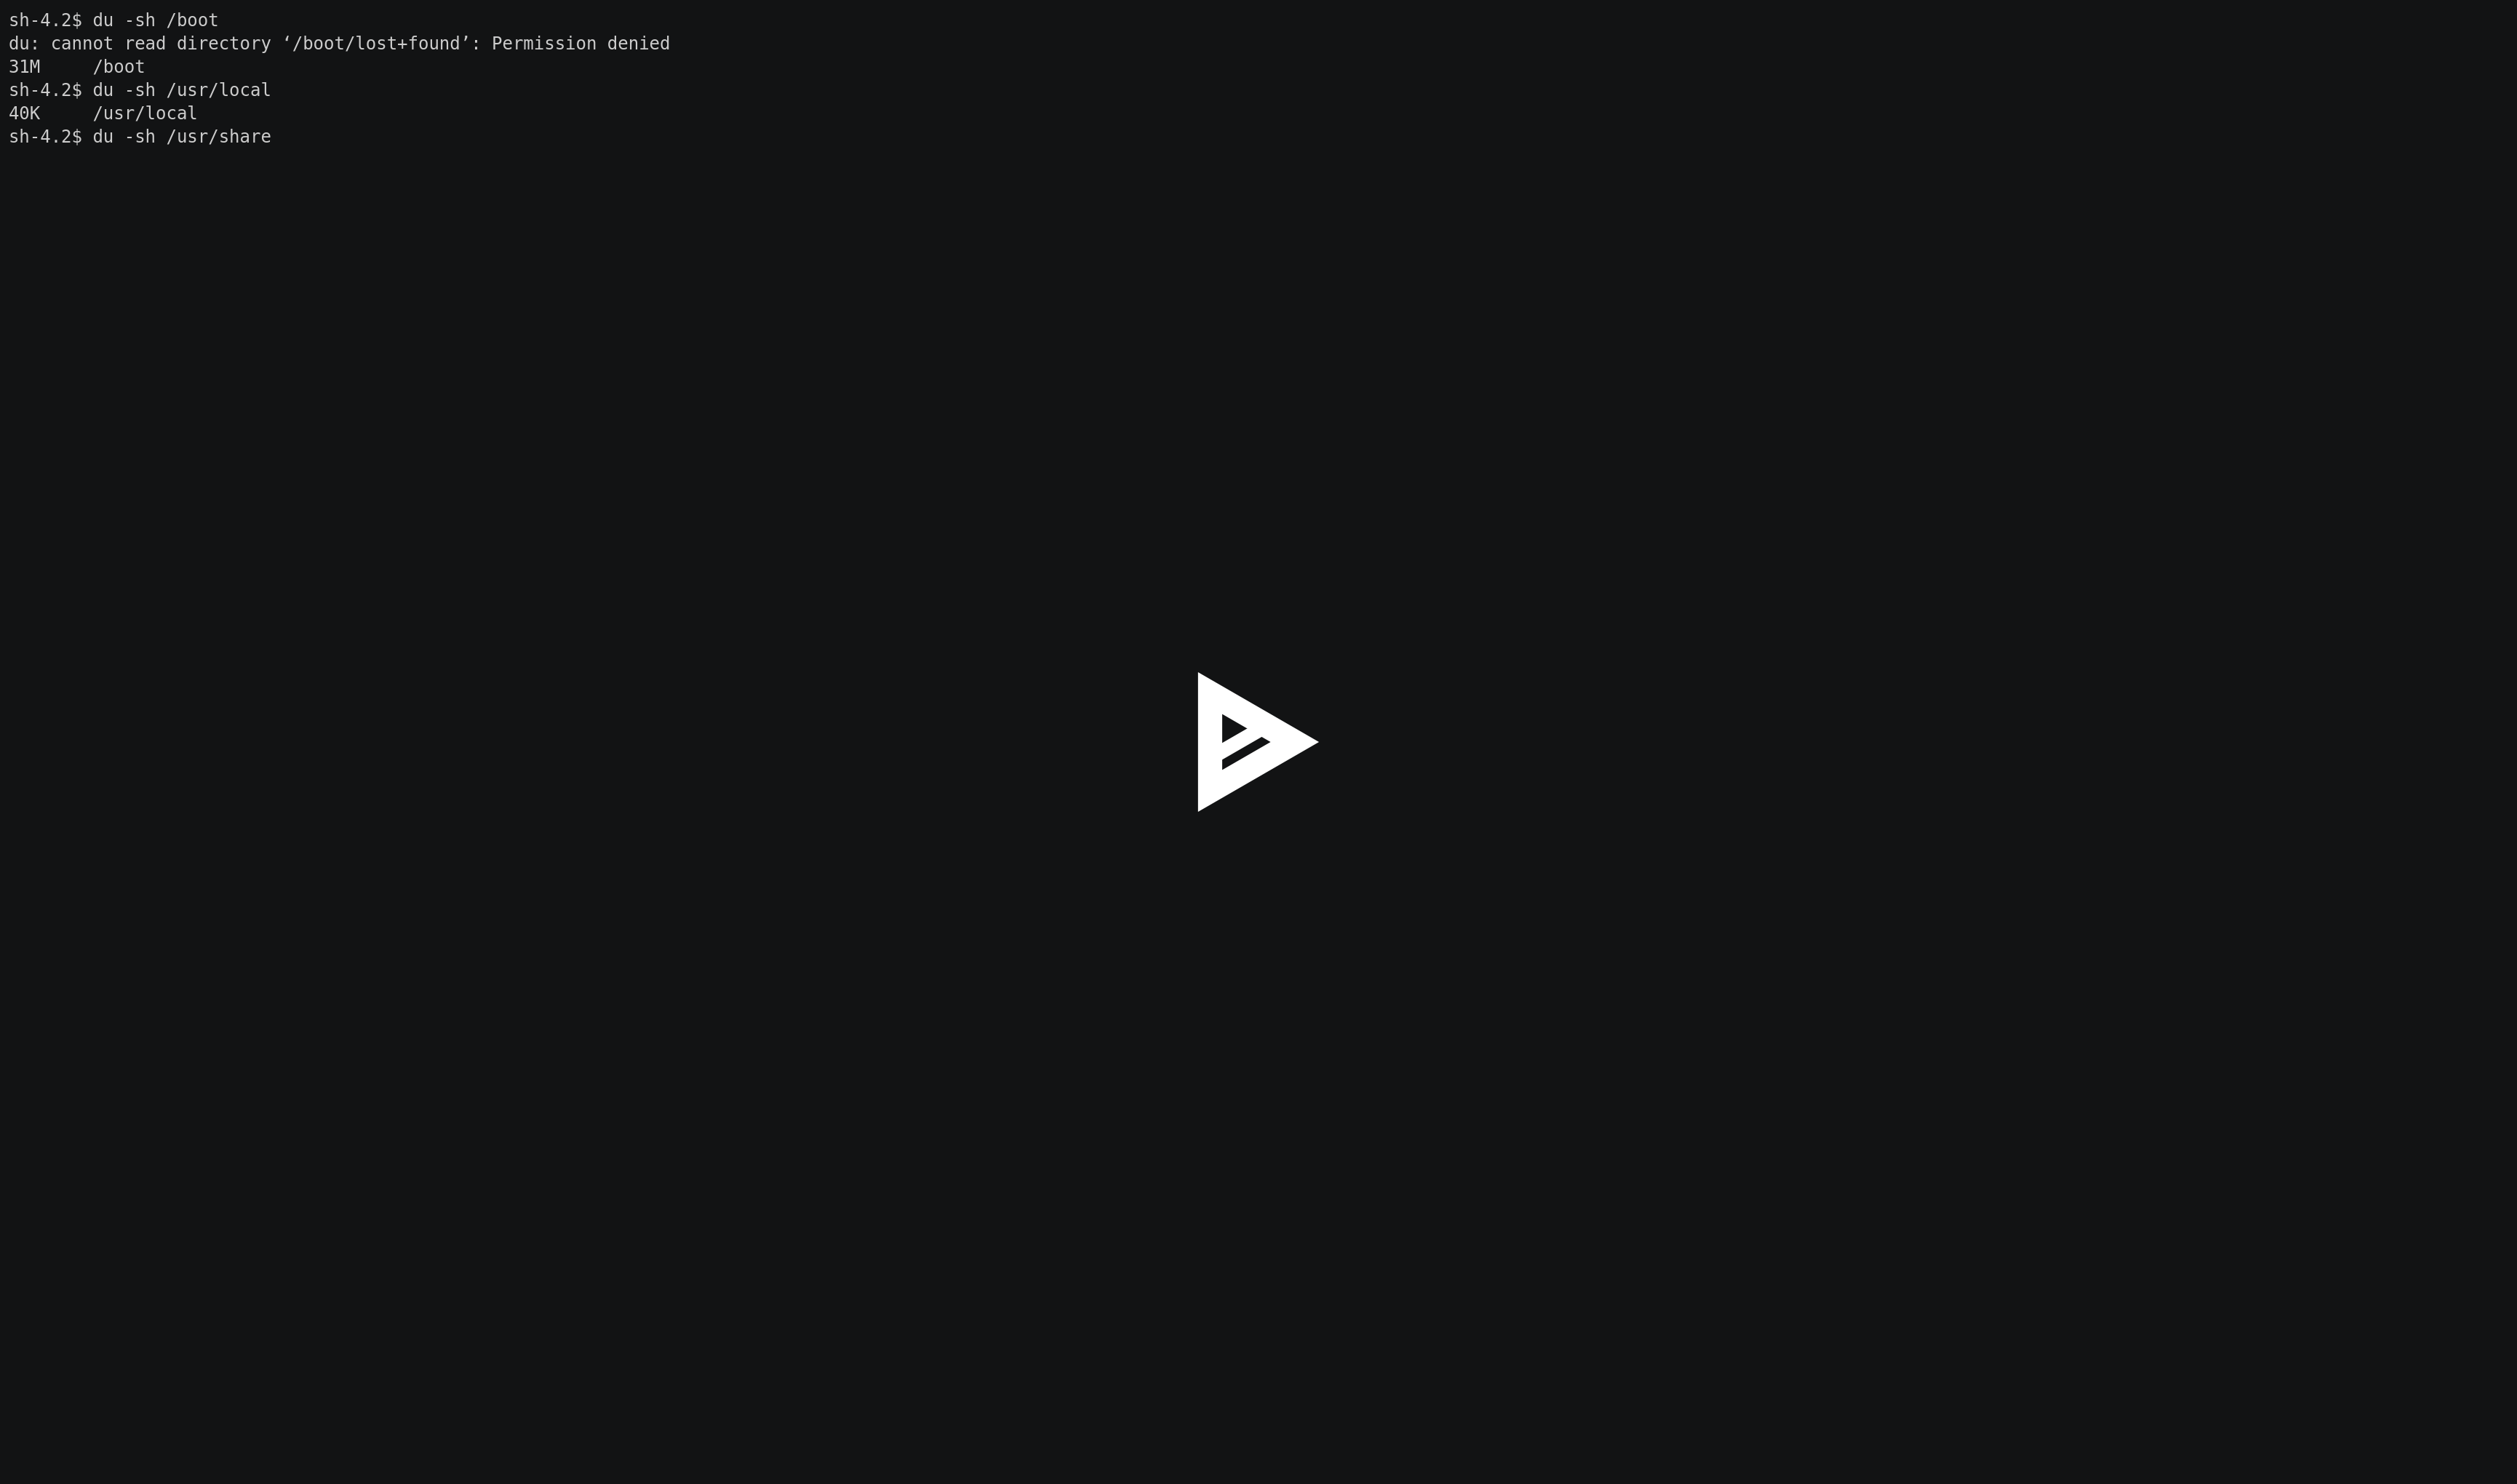 sh-4.2$ du -sh /boot
du: cannot read directory ‘/boot/lost+found’: Permission denied
31M     /boot
sh-4.2$ du -sh /usr/local
40K     /usr/local
sh-4.2$ du -sh /usr/share